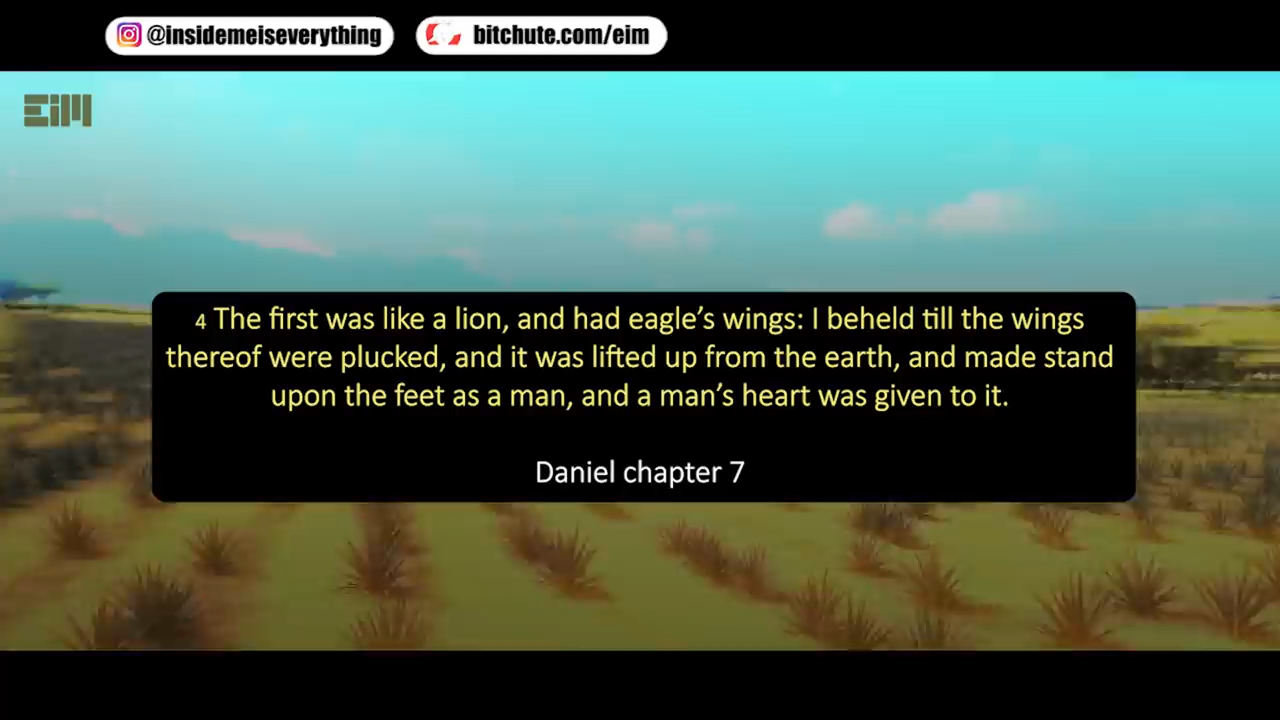 @insidemeiseverything
bitchute.com/eim
EiM
4 The first was like a lion, and had eagle’s wings: I beheld till the wings
thereof were plucked, and it was lifted up from the earth, and made stand
upon the feet as a man, and a man’s heart was given to it.
Daniel chapter 7